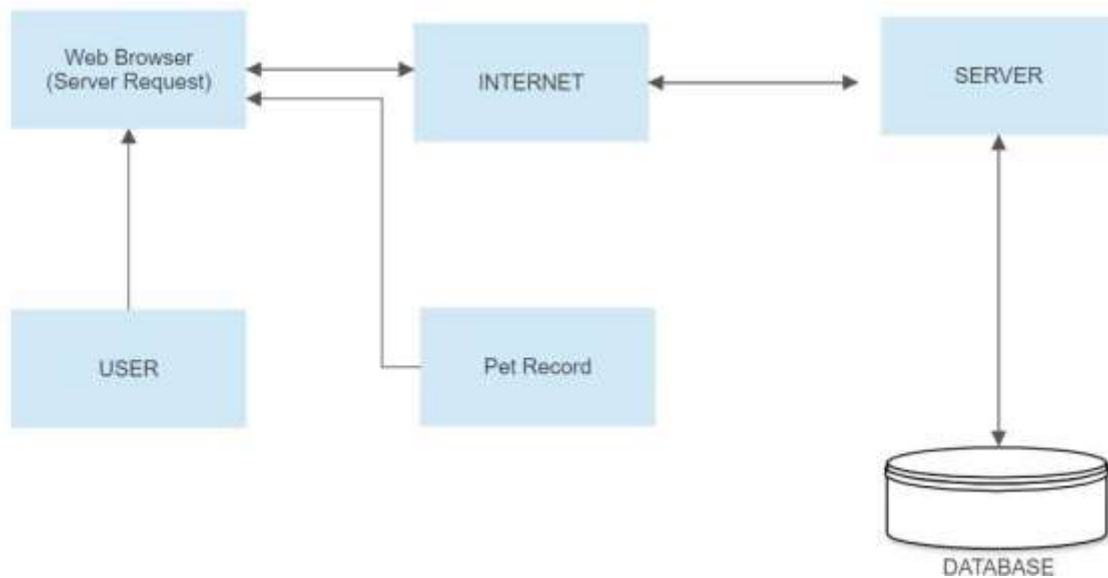 Web Browser
(Server Request)
INTERNET
SERVER
USER
Pet Record
DATABASE